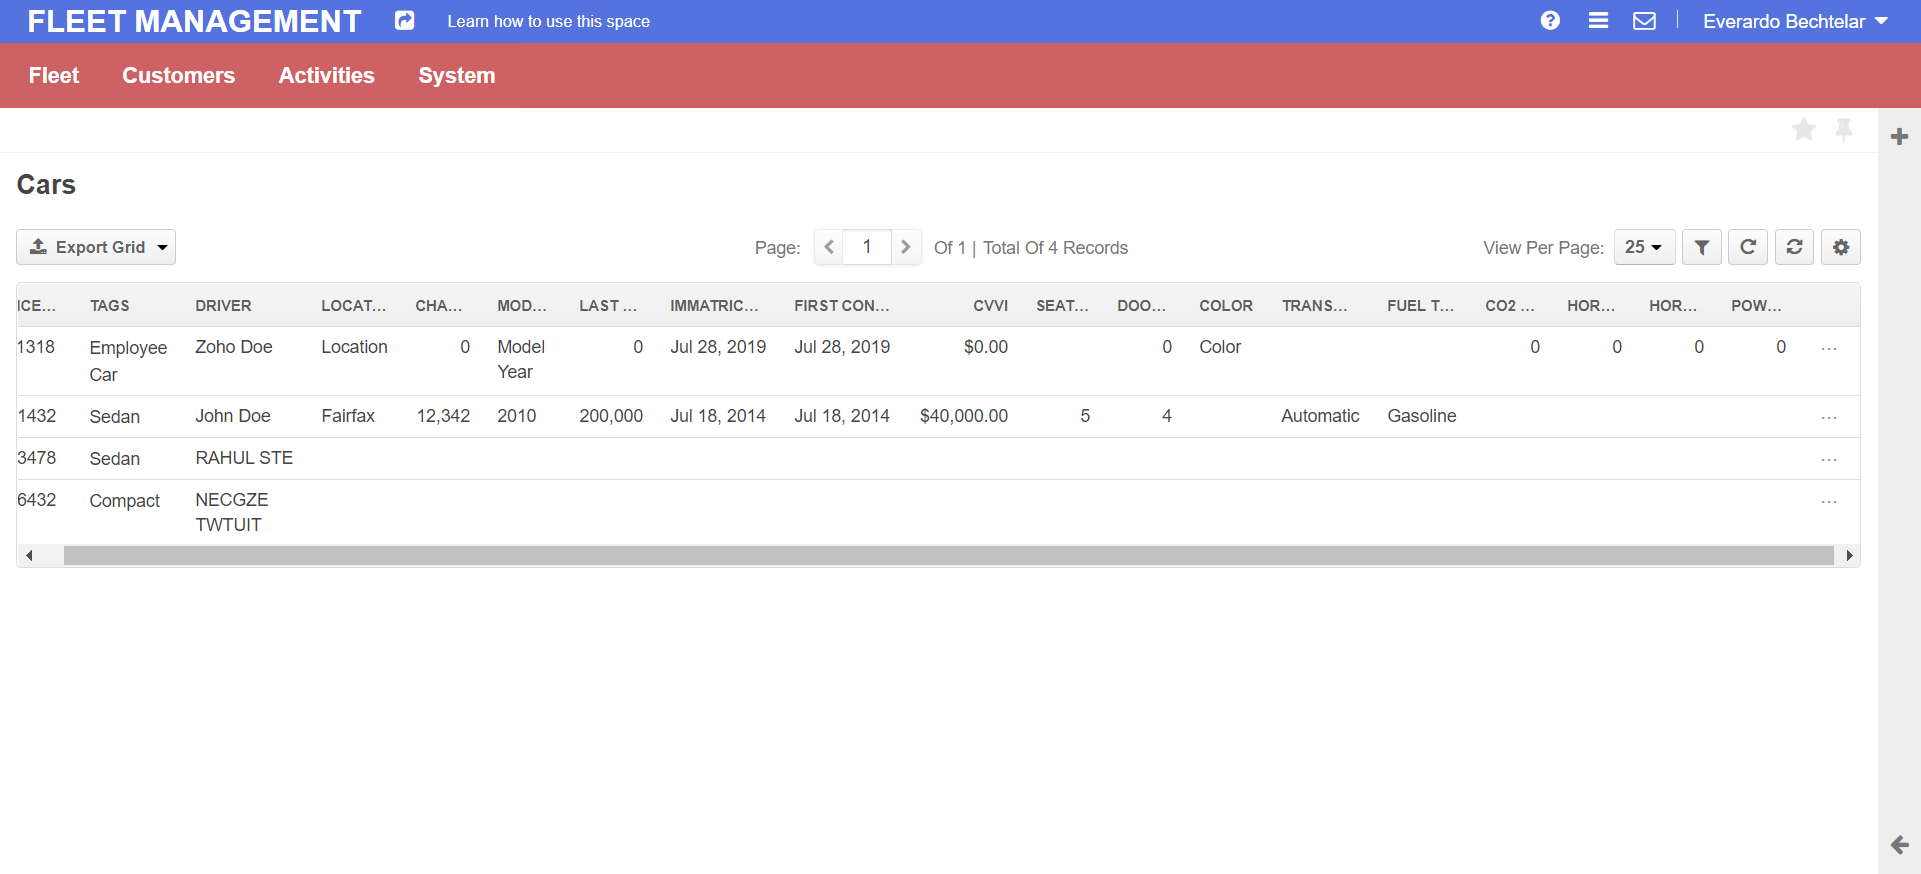 FLEET MANAGEMENT Learn how to use this space Everardo Bechtelar
Fleet Customers Activities System
Cars
Export Grid Page: 1 Of 1 | Total Of 4 Records View Per Page: 25
ICE... TAGS DRIVER LOCAT... CHA... MOD... LAST ... IMMATRIC... FIRST CON... CVVI SEAT... DOO... COLOR TRANS... FUEL T... CO2 ... HOR... HOR... POW...
1318 Employee Zoho Doe Location 0 Model 0 Jul 28, 2019 Jul 28, 2019 $0.00 0 Color 0 0 0 0 ...
Car Year
1432 Sedan John Doe Fairfax 12,342 2010 200,000 Jul 18, 2014 Jul 18, 2014 $40,000.00 5 4 Automatic Gasoline ...
3478 Sedan RAHUL STE ...
6432 Compact NECGZE ...
TWTUIT